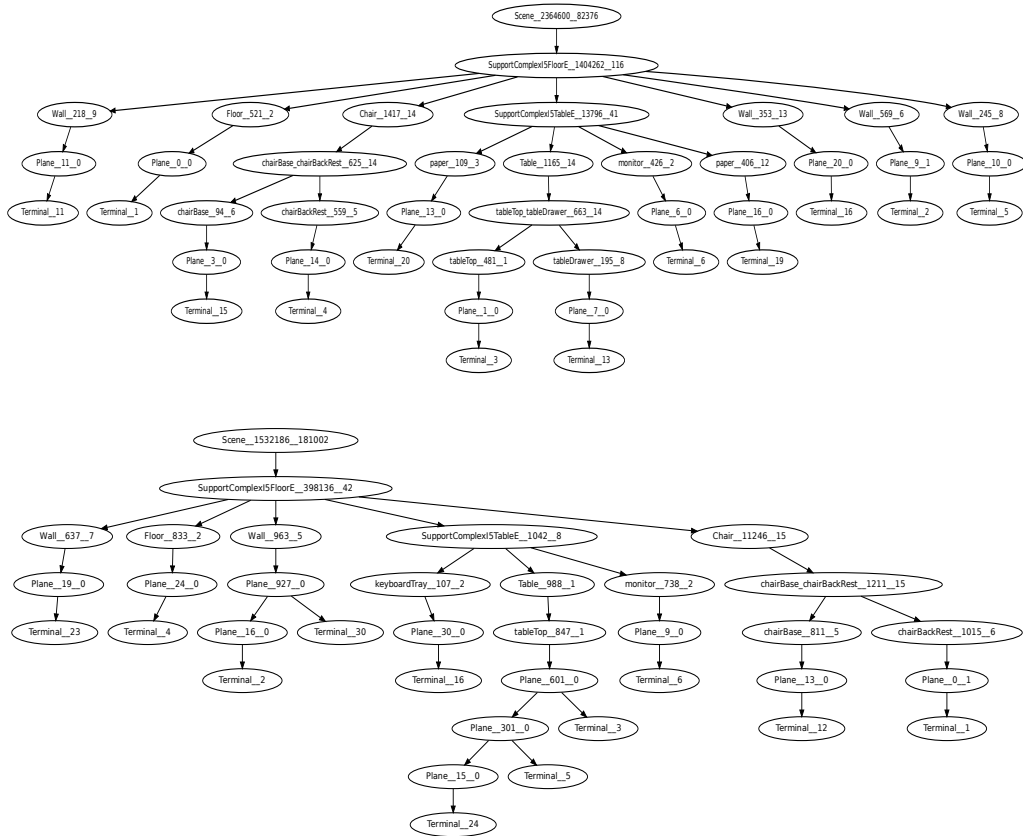 Scene__2364600__82376
SupportComplexI5FloorE__1404262__116
Wall__218__9 Floor__521__2 Chair__1417__14 SupportComplexI5TableE__13796__41 Wall__353__13 Wall__569__6 Wall__245__8
Plane__11__0 Plane__0__0 chairBase_chairBackRest__625__14 paper__109__3 Table__1165__14 monitor__426__2 paper__406__12 Plane__20__0 Plane__9__1 Plane__10__0
Terminal__11 Terminal__1 chairBase__94__6 chairBackRest__559__5 Plane__13__0 tableTop_tableDrawer__663__14 Plane__6__0 Plane__16__0 Terminal__16 Terminal__2 Terminal__5
Plane__3__0 Plane__14__0 Terminal__20 tableTop__481__1 tableDrawer__195__8 Terminal__6 Terminal__19
Terminal__15 Terminal__4 Plane__1__0 Plane__7__0
Terminal__3 Terminal__13
Scene__1532186__181002
SupportComplexI5FloorE__398136__42
Wall__637__7 Floor__833__2 Wall__963__5 SupportComplexI5TableE__1042__8 Chair__11246__15
Plane__19__0 Plane__24__0 Plane__927__0 keyboardTray__107__2 Table__988__1 monitor__738__2 chairBase_chairBackRest__1211__15
Terminal__23 Terminal__4 Plane__16__0 Terminal__30 Plane__30__0 tableTop__847__1 Plane__9__0 chairBase__811__5 chairBackRest__1015__6
Terminal__2 Terminal__16 Plane__601__0 Terminal__6 Plane__13__0 Plane__0__1
Plane__301__0 Terminal__3 Terminal__12 Terminal__1
Plane__15__0 Terminal__5
Terminal__24